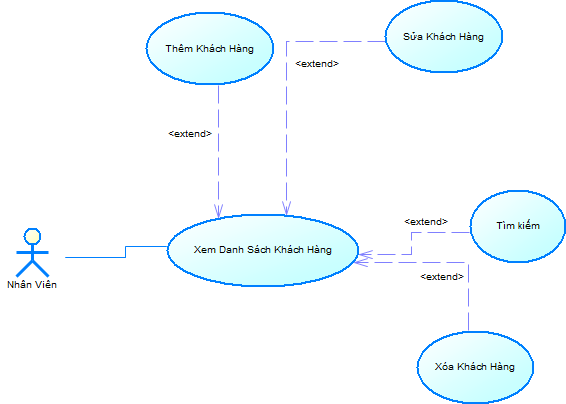 Sửa Khách Hàng
Thêm Khách Hàng
<extend>
<extend>
<extend>
Tìm kiếm
Xem Danh Sách Khách Hàng
<extend>
Nhân Viên
Xóa Khách Hàng